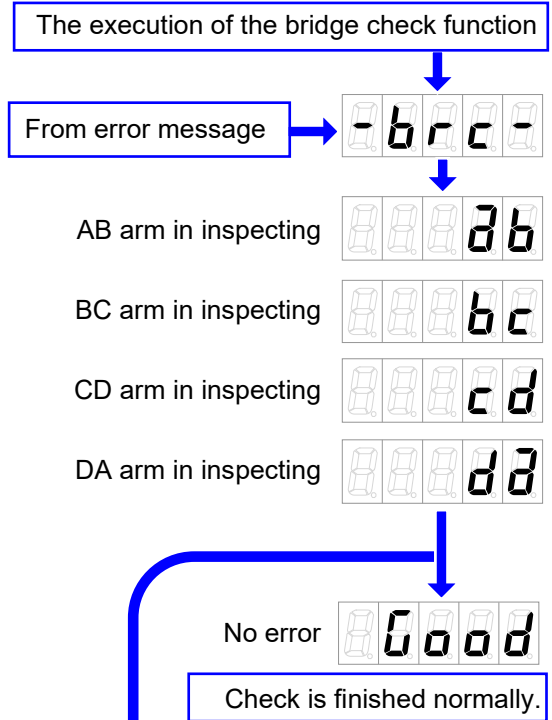 The execution of the bridge check function
From error message
-brc-
AB arm in inspecting
ab
BC arm in inspecting
bc
CD arm in inspecting
cd
DA arm in inspecting
da
No error
Good
Check is finished normally.